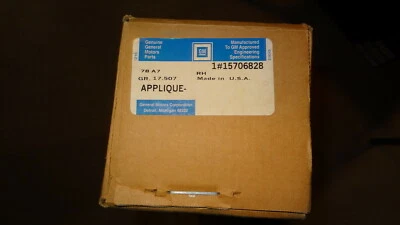 Genuine
General
Motors
Parts
GM
Manufactured
To GM Approved
Engineering
Specifications
1#15706828
78 A7
RH
GR. 17.507
Made in U.S.A.
APPLIQUE-
General Motors Corporation
Detroit, Michigan 48202